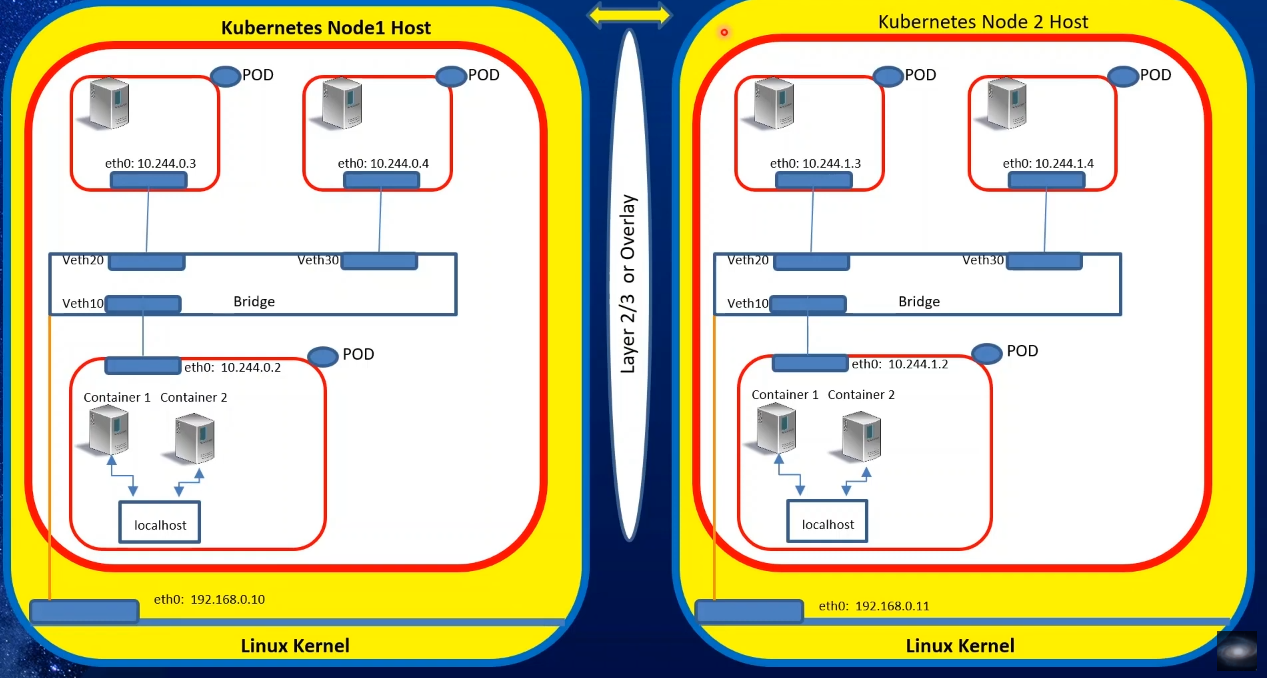 Kubernetes Node1 Host
POD
POD
eth0: 10.244.0.3
eth0: 10.244.0.4
Veth20
Veth30
Veth10
Bridge
POD
eth0: 10.244.0.2
Container 1
Container 2
localhost
eth0: 192.168.0.10
Linux Kernel
Layer 2/3 or Overlay
Kubernetes Node 2 Host
POD
POD
eth0: 10.244.1.3
eth0: 10.244.1.4
Veth20
Veth30
Veth10
Bridge
POD
eth0: 10.244.1.2
Container 1
Container 2
localhost
eth0: 192.168.0.11
Linux Kernel